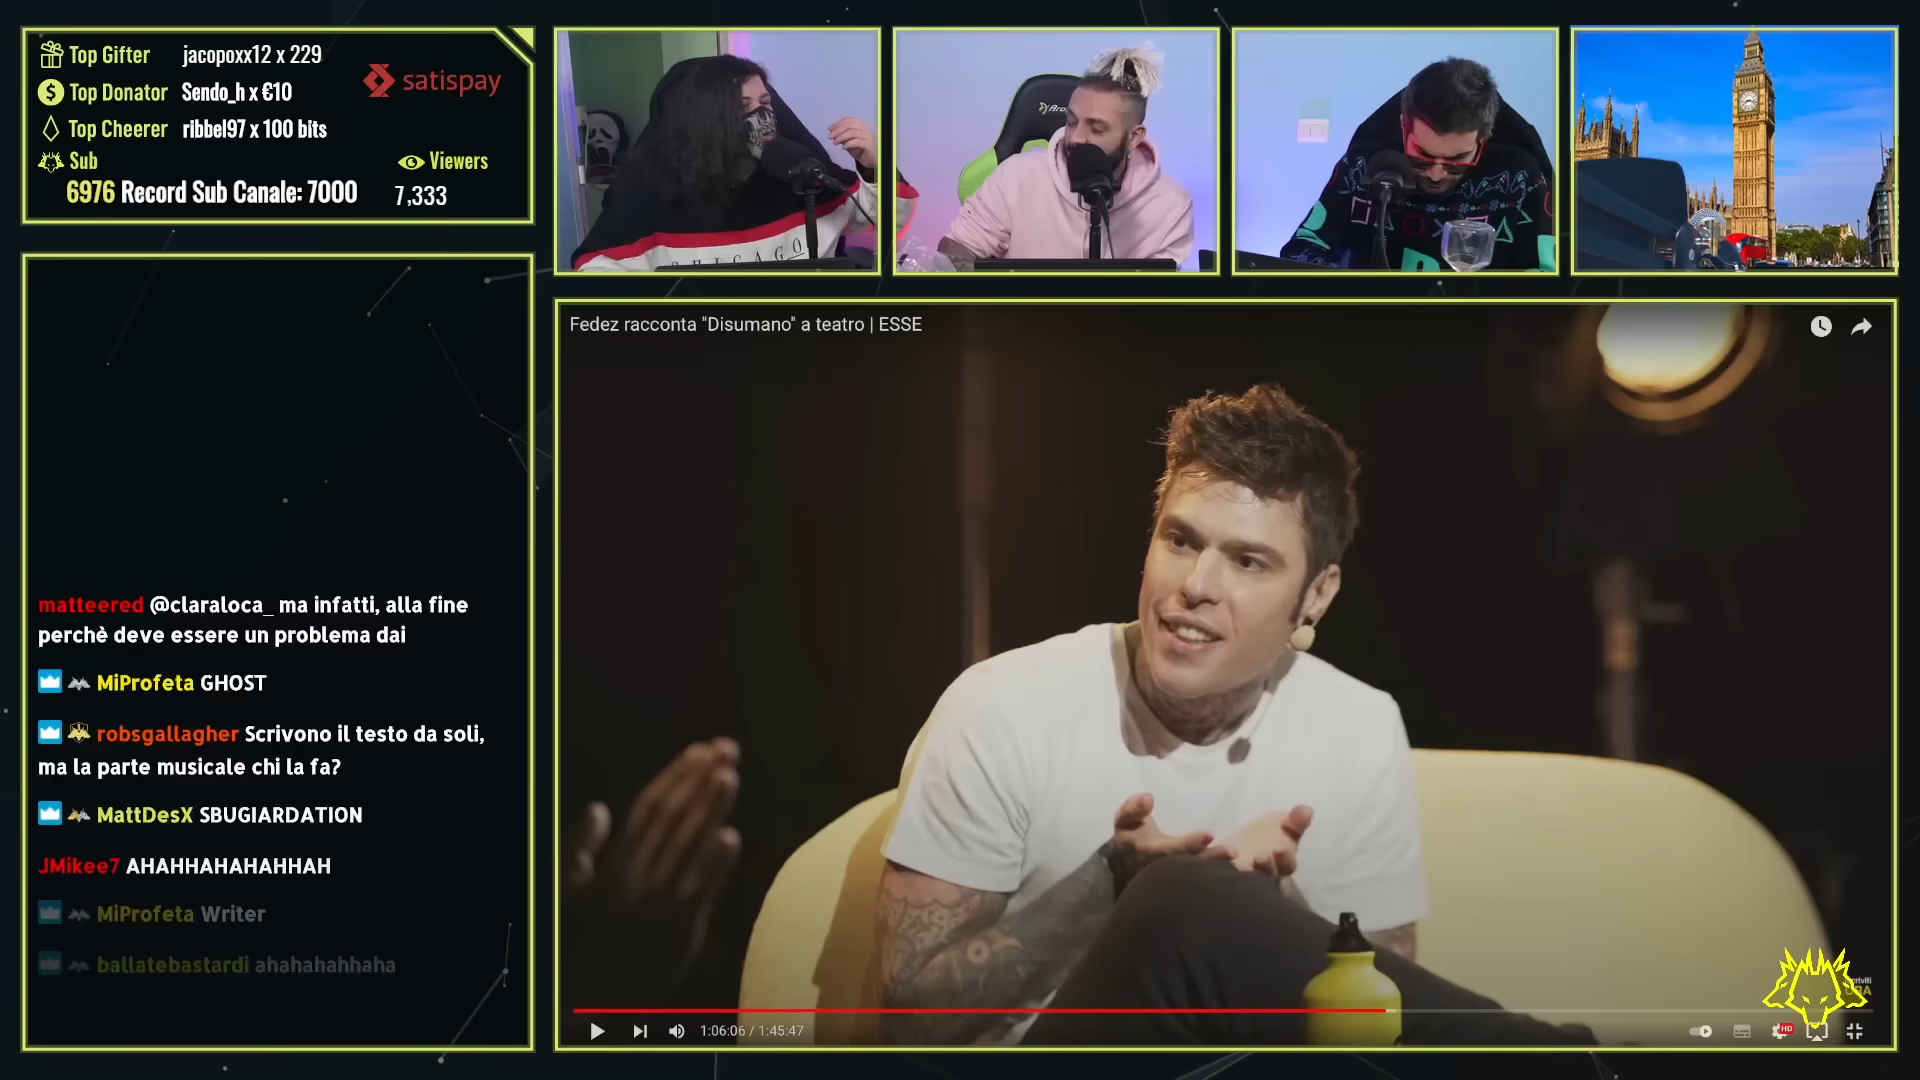 Top Gifter jacopoxx12 x 229
satispay
Top Donator Sendo_h x €10
Top Cheerer ribbel97 x 100 bits
Sub
Viewers
6976 Record Sub Canale: 7000
7,333
CHICAGO
Fedez racconta "Disumano" a teatro | ESSE
matteered @claraloca_ ma infatti, alla fine
perchè deve essere un problema dai
MiProfeta GHOST
robsgallagher Scrivono il testo da soli,
ma la parte musicale chi la fa?
MattDesX SBUGIARDATION
JMikee7 AHAHHAHAHAHHAH
MiProfeta Writer
ballatebastardi ahahahahhaha
1:06:06 / 1:45:47
HD